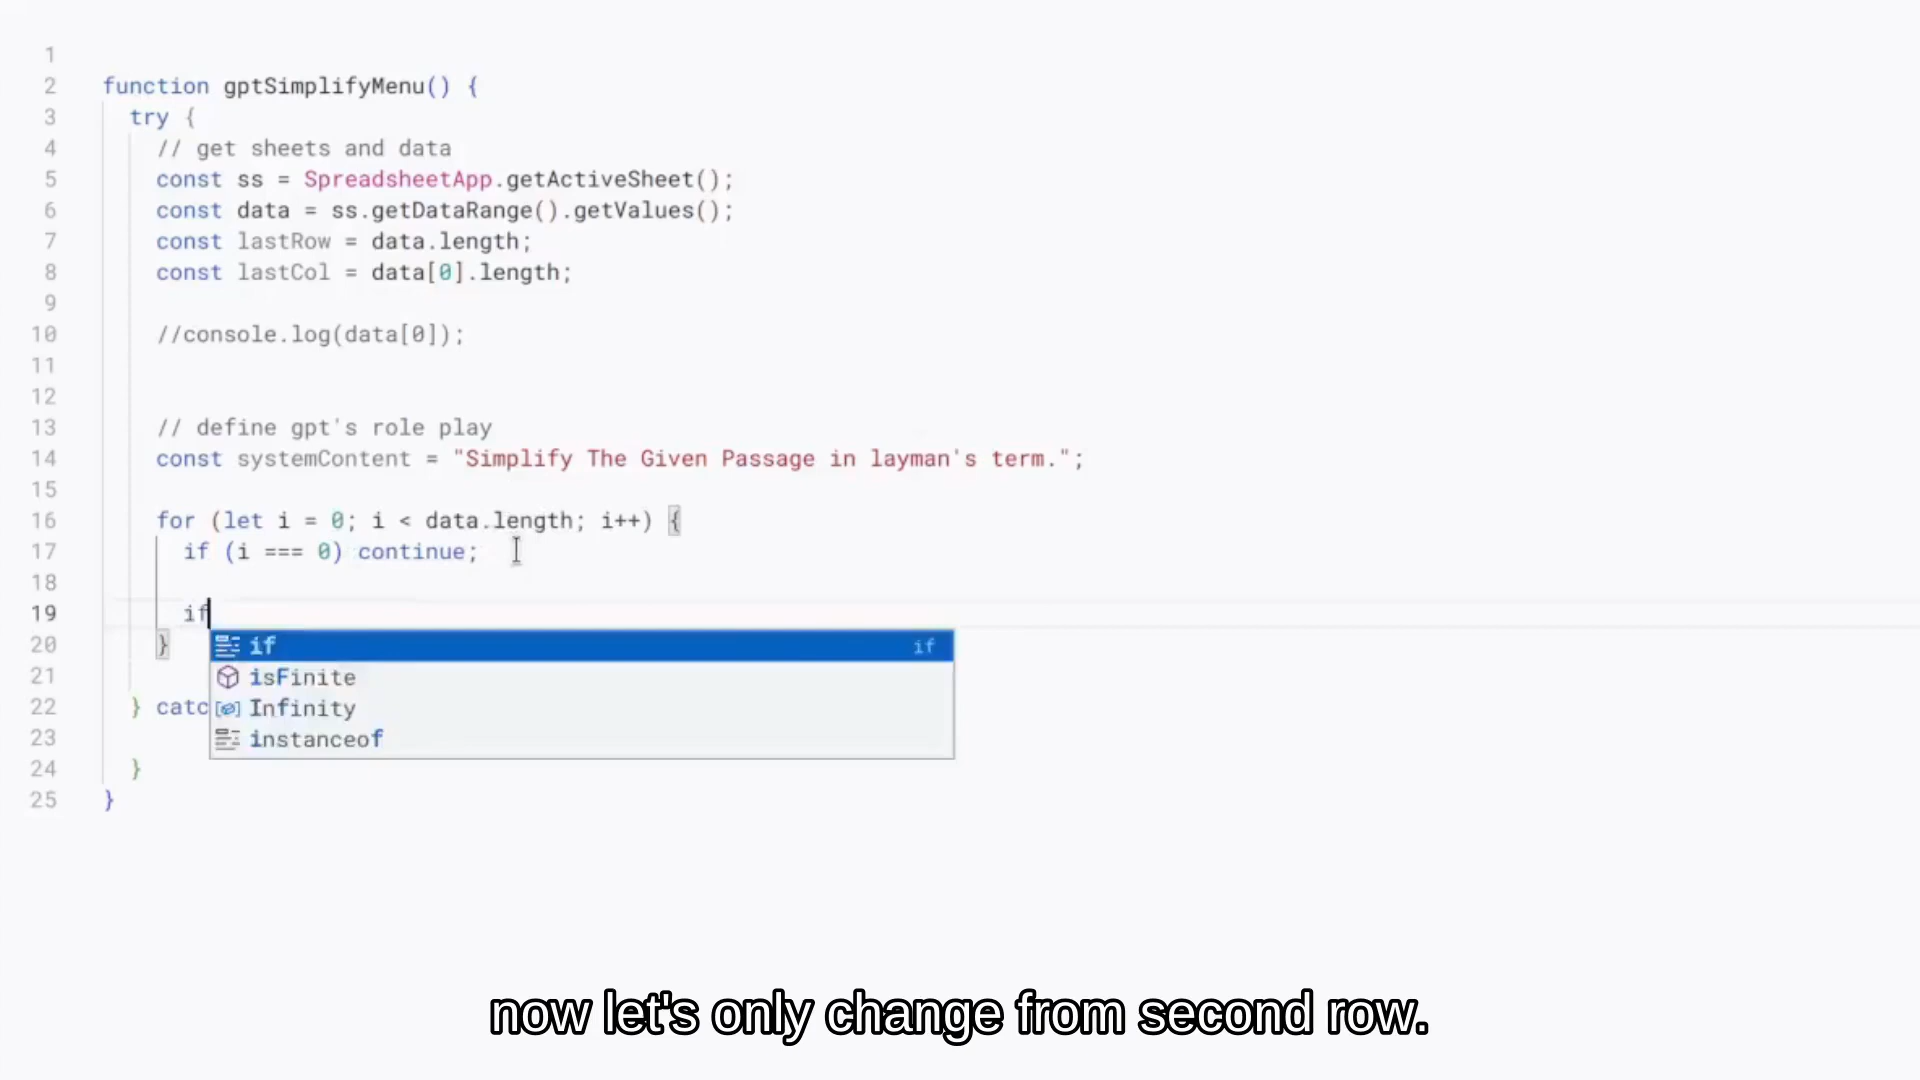 1
2 function gptSimplifyMenu() {
3 try {
4 // get sheets and data
5 const ss = SpreadsheetApp.getActiveSheet();
6 const data = ss.getDataRange().getValues();
7 const lastRow = data.length;
8 const lastCol = data[0].length;
9
10 //console.log(data[0]);
11
12
13 // define gpt's role play
14 const systemContent = "Simplify The Given Passage in layman's term.";
15
16 for (let i = 0; i < data.length; i++) {
17 if (i === 0) continue;
18
19 if
20 } if if
21 isFinite
22 } catc Infinity
23 instanceof
24 }
25 }
now let's only change from second row.